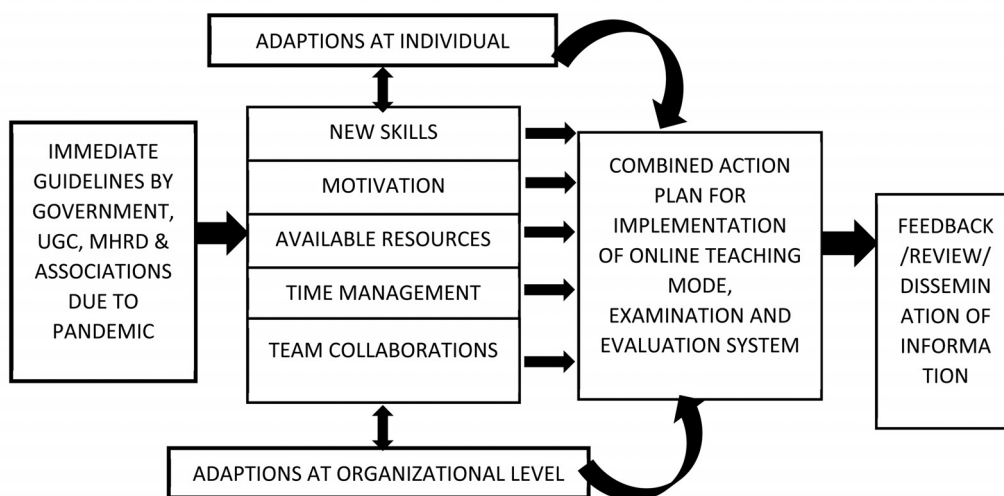 ADAPTIONS AT INDIVIDUAL
IMMEDIATE
GUIDELINES BY
GOVERNMENT,
UGC, MHRD &
ASSOCIATIONS
DUE TO
PANDEMIC
NEW SKILLS
MOTIVATION
AVAILABLE RESOURCES
TIME MANAGEMENT
TEAM COLLABORATIONS
ADAPTIONS AT ORGANIZATIONAL LEVEL
COMBINED ACTION
PLAN FOR
IMPLEMENTATION
OF ONLINE TEACHING
MODE,
EXAMINATION AND
EVALUATION SYSTEM
FEEDBACK
/REVIEW/
DISSEMIN
ATION OF
INFORMA
TION